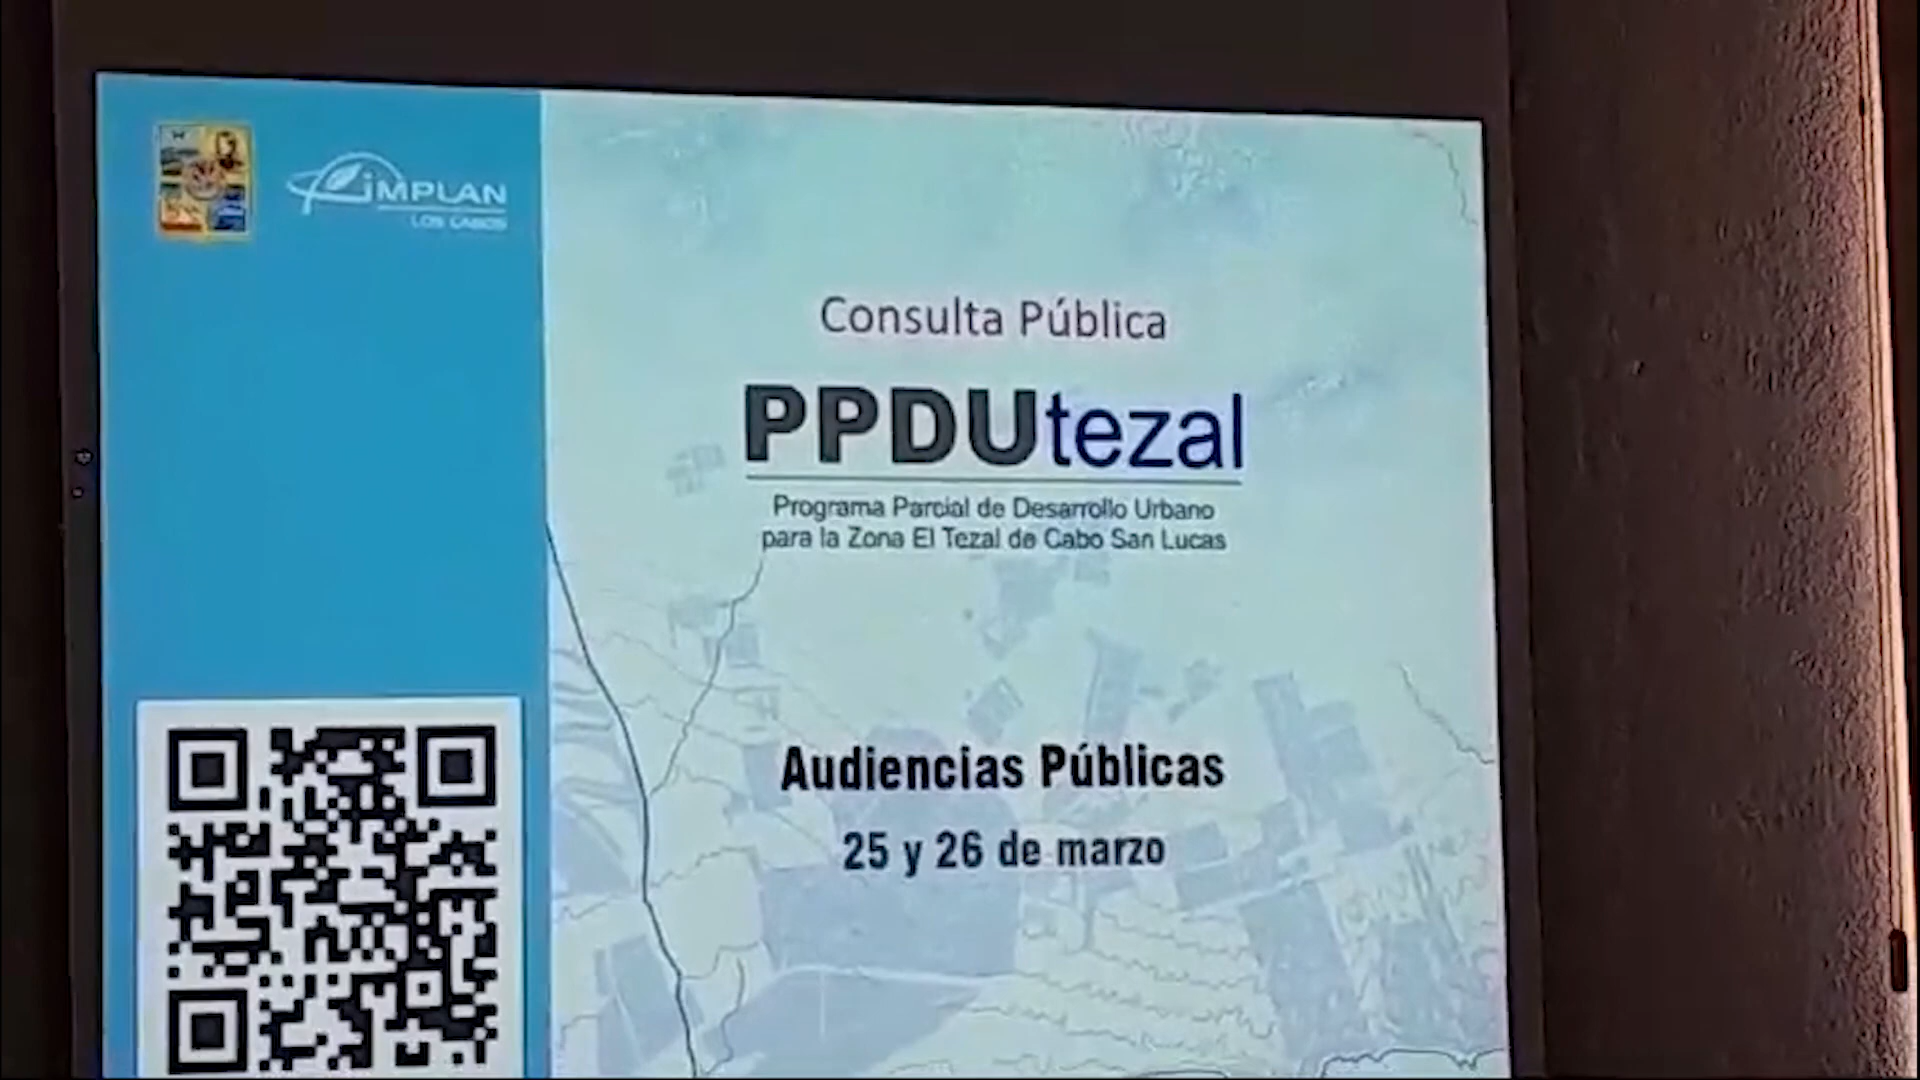 IMPLAN
LOS CABOS
Consulta Pública
PPDUtezal
Programa Parcial de Desarrollo Urbano
para la Zona El Tezal de Cabo San Lucas
Audiencias Públicas
25 y 26 de marzo